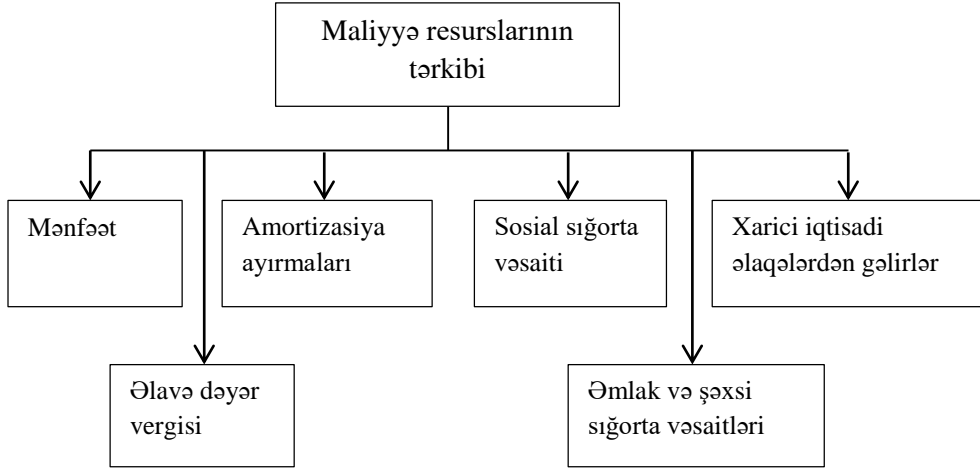 Maliyyə resurslarının
tərkibi
Mənfəət
Amortizasiya
ayırmaları
Sosial sığorta
vəsaiti
Xarici iqtisadi
əlaqələrdən gəlirlər
Əlavə dəyər
vergisi
Əmlak və şəxsi
sığorta vəsaitləri